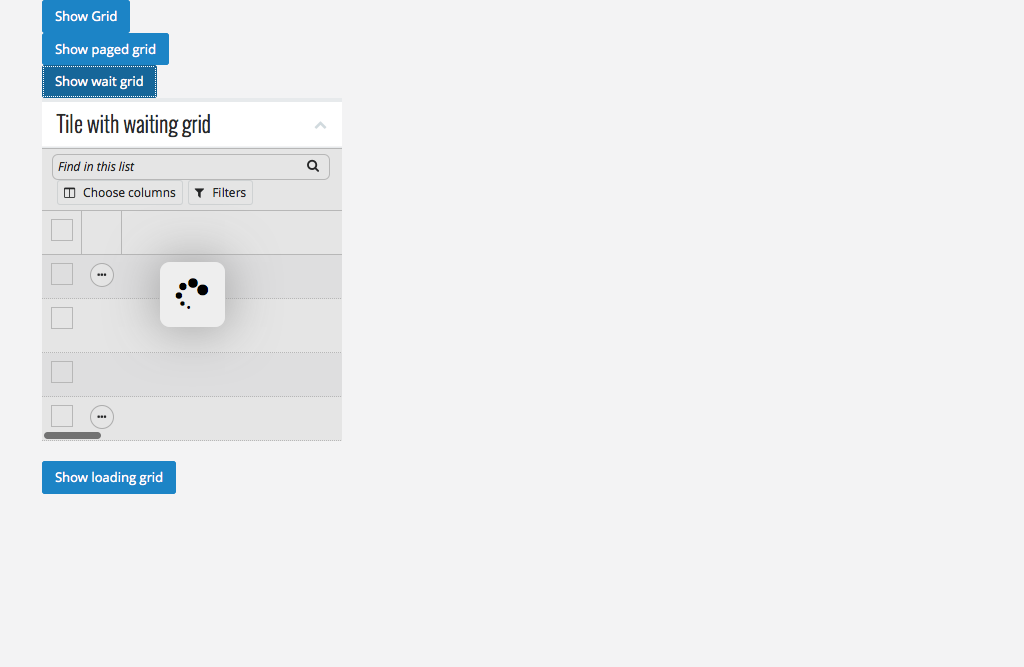 Show Grid
Show paged grid
Show wait grid
Tile with waiting grid
Find in this list
Choose columns Filters
Show loading grid